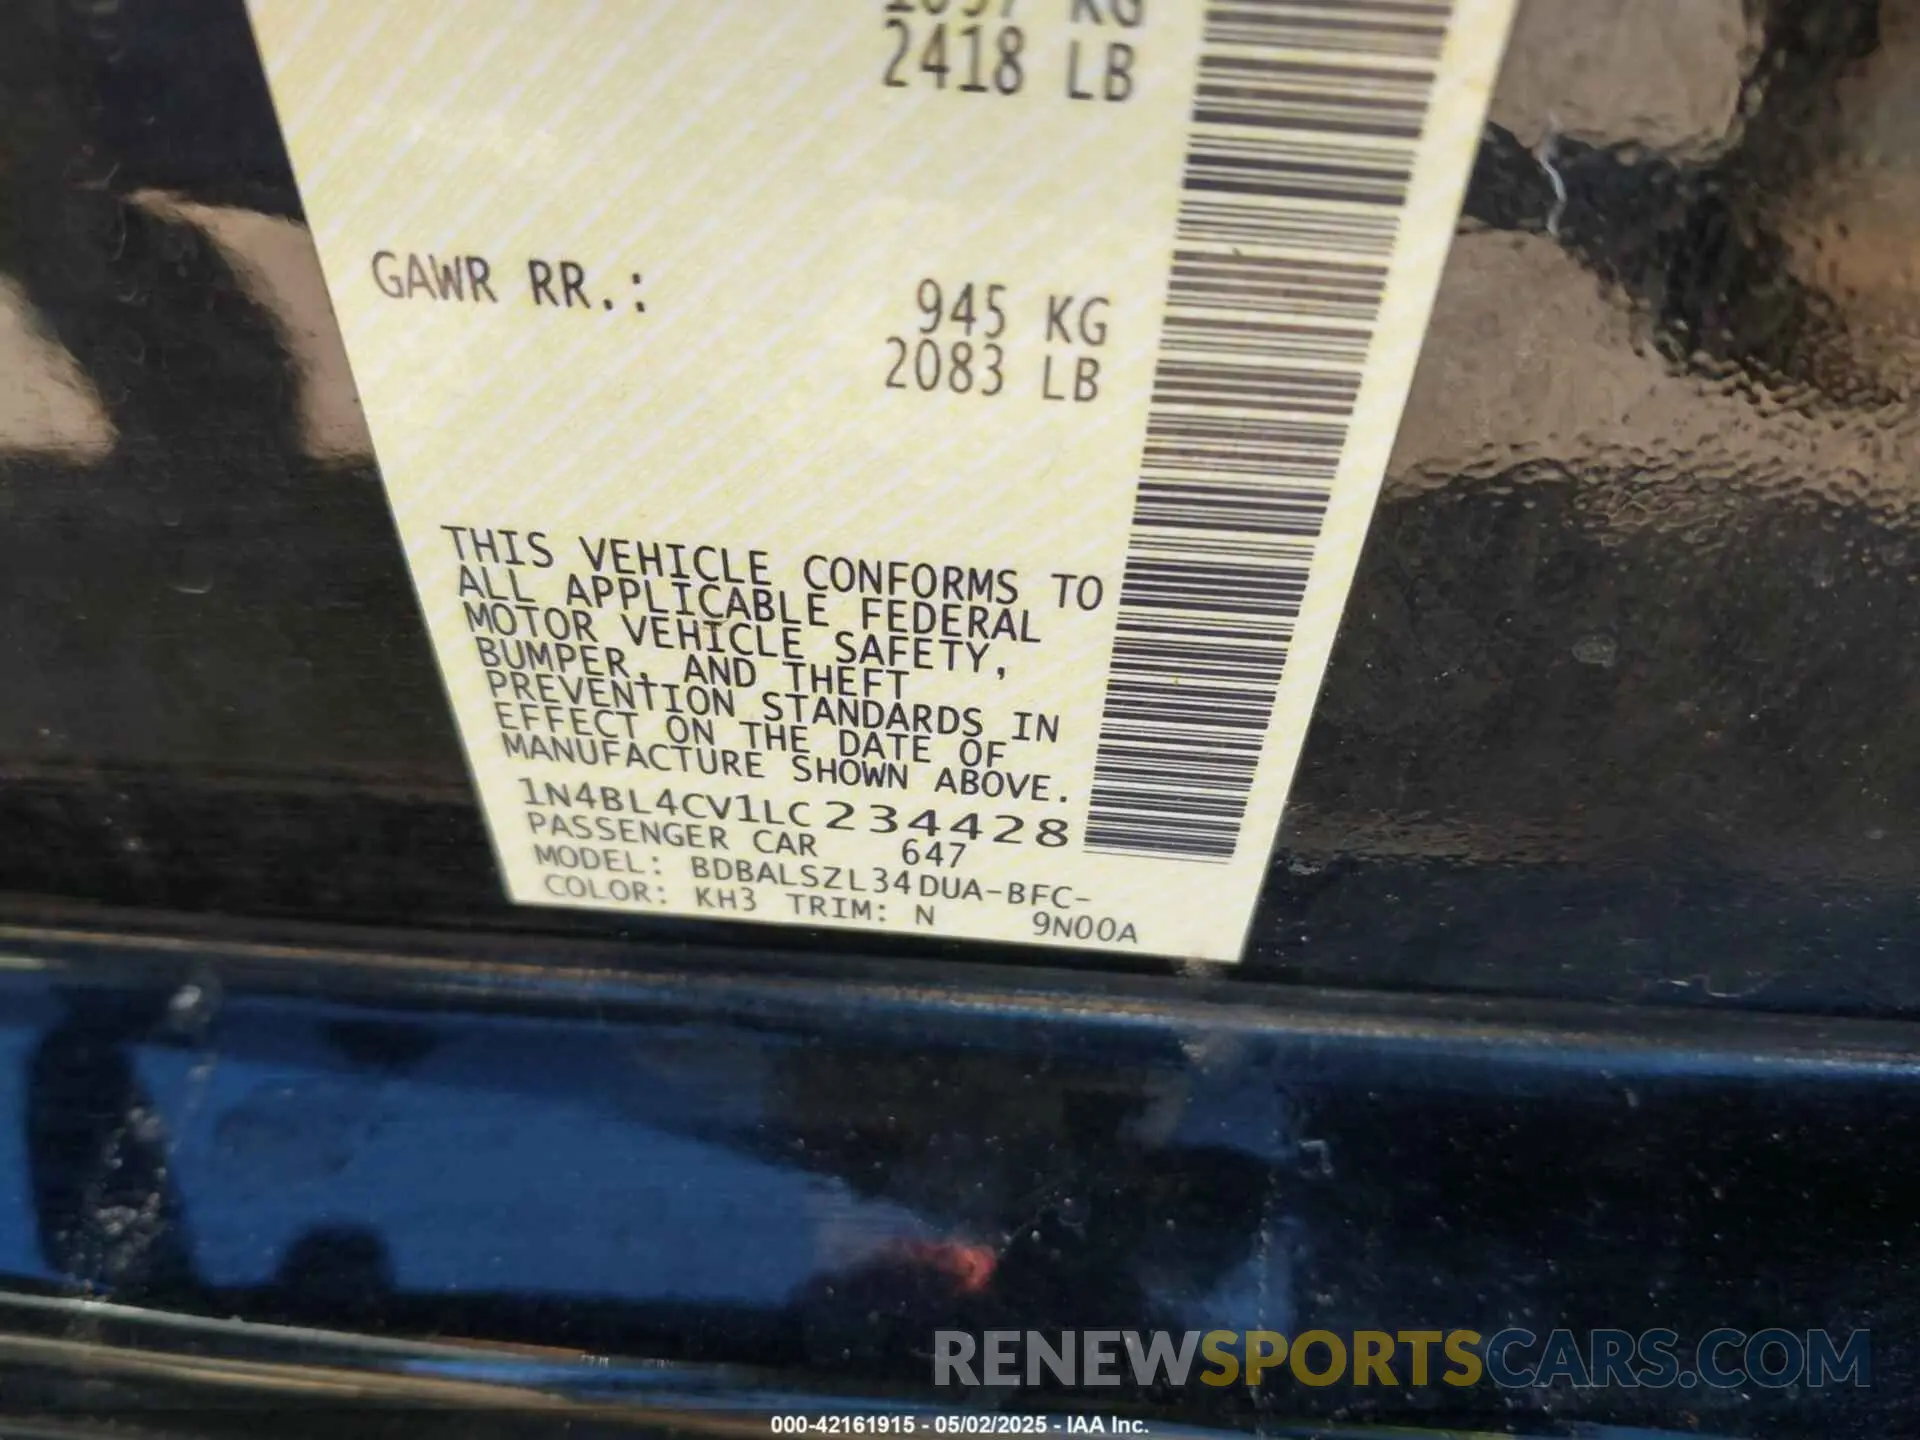 KG
2418 LB
GAWR RR.: 945 KG
2083 LB
THIS VEHICLE CONFORMS TO
ALL APPLICABLE FEDERAL
MOTOR VEHICLE SAFETY,
BUMPER, AND THEFT
PREVENTION STANDARDS IN
EFFECT ON THE DATE OF
MANUFACTURE SHOWN ABOVE.
1N4BL4CV1LC234428
PASSENGER CAR 647
MODEL: BDBALSZL34DUA-BFC-
COLOR: KH3 TRIM: N 9N00A
RENEWSPORTSCARS.COM
000-42161915 - 05/02/2025 - IAA Inc.